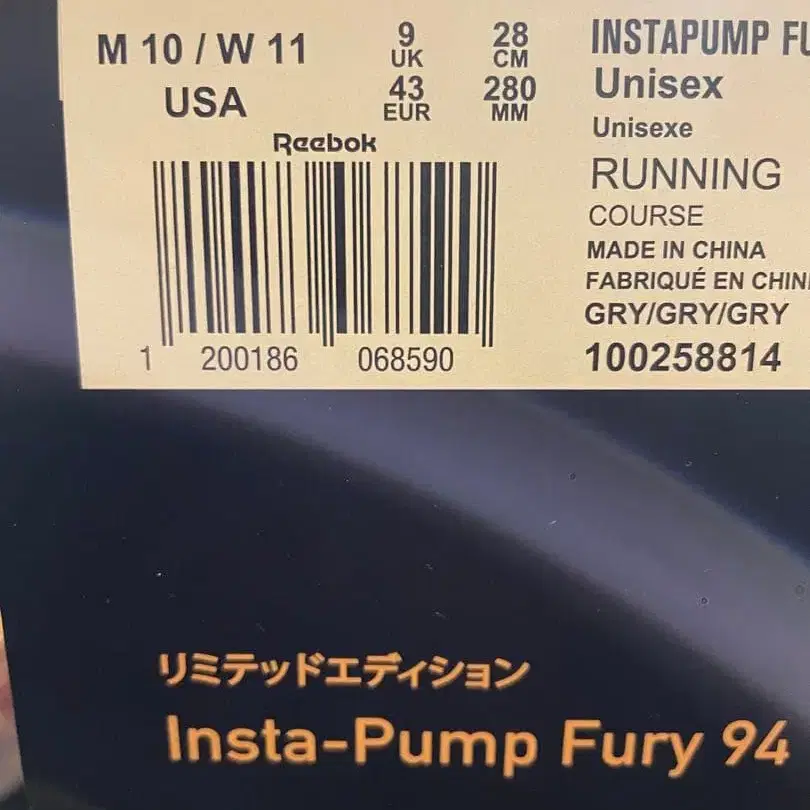 M 10 / W 11
USA
9
UK
43
EUR
28
CM
280
MM
Reebok
1 200186 068590
INSTAPUMP FU
Unisex
Unisexe
RUNNING
COURSE
MADE IN CHINA
FABRIQUÉ EN CHIN
GRY/GRY/GRY
100258814
リミテッドエディション
Insta-Pump Fury 94